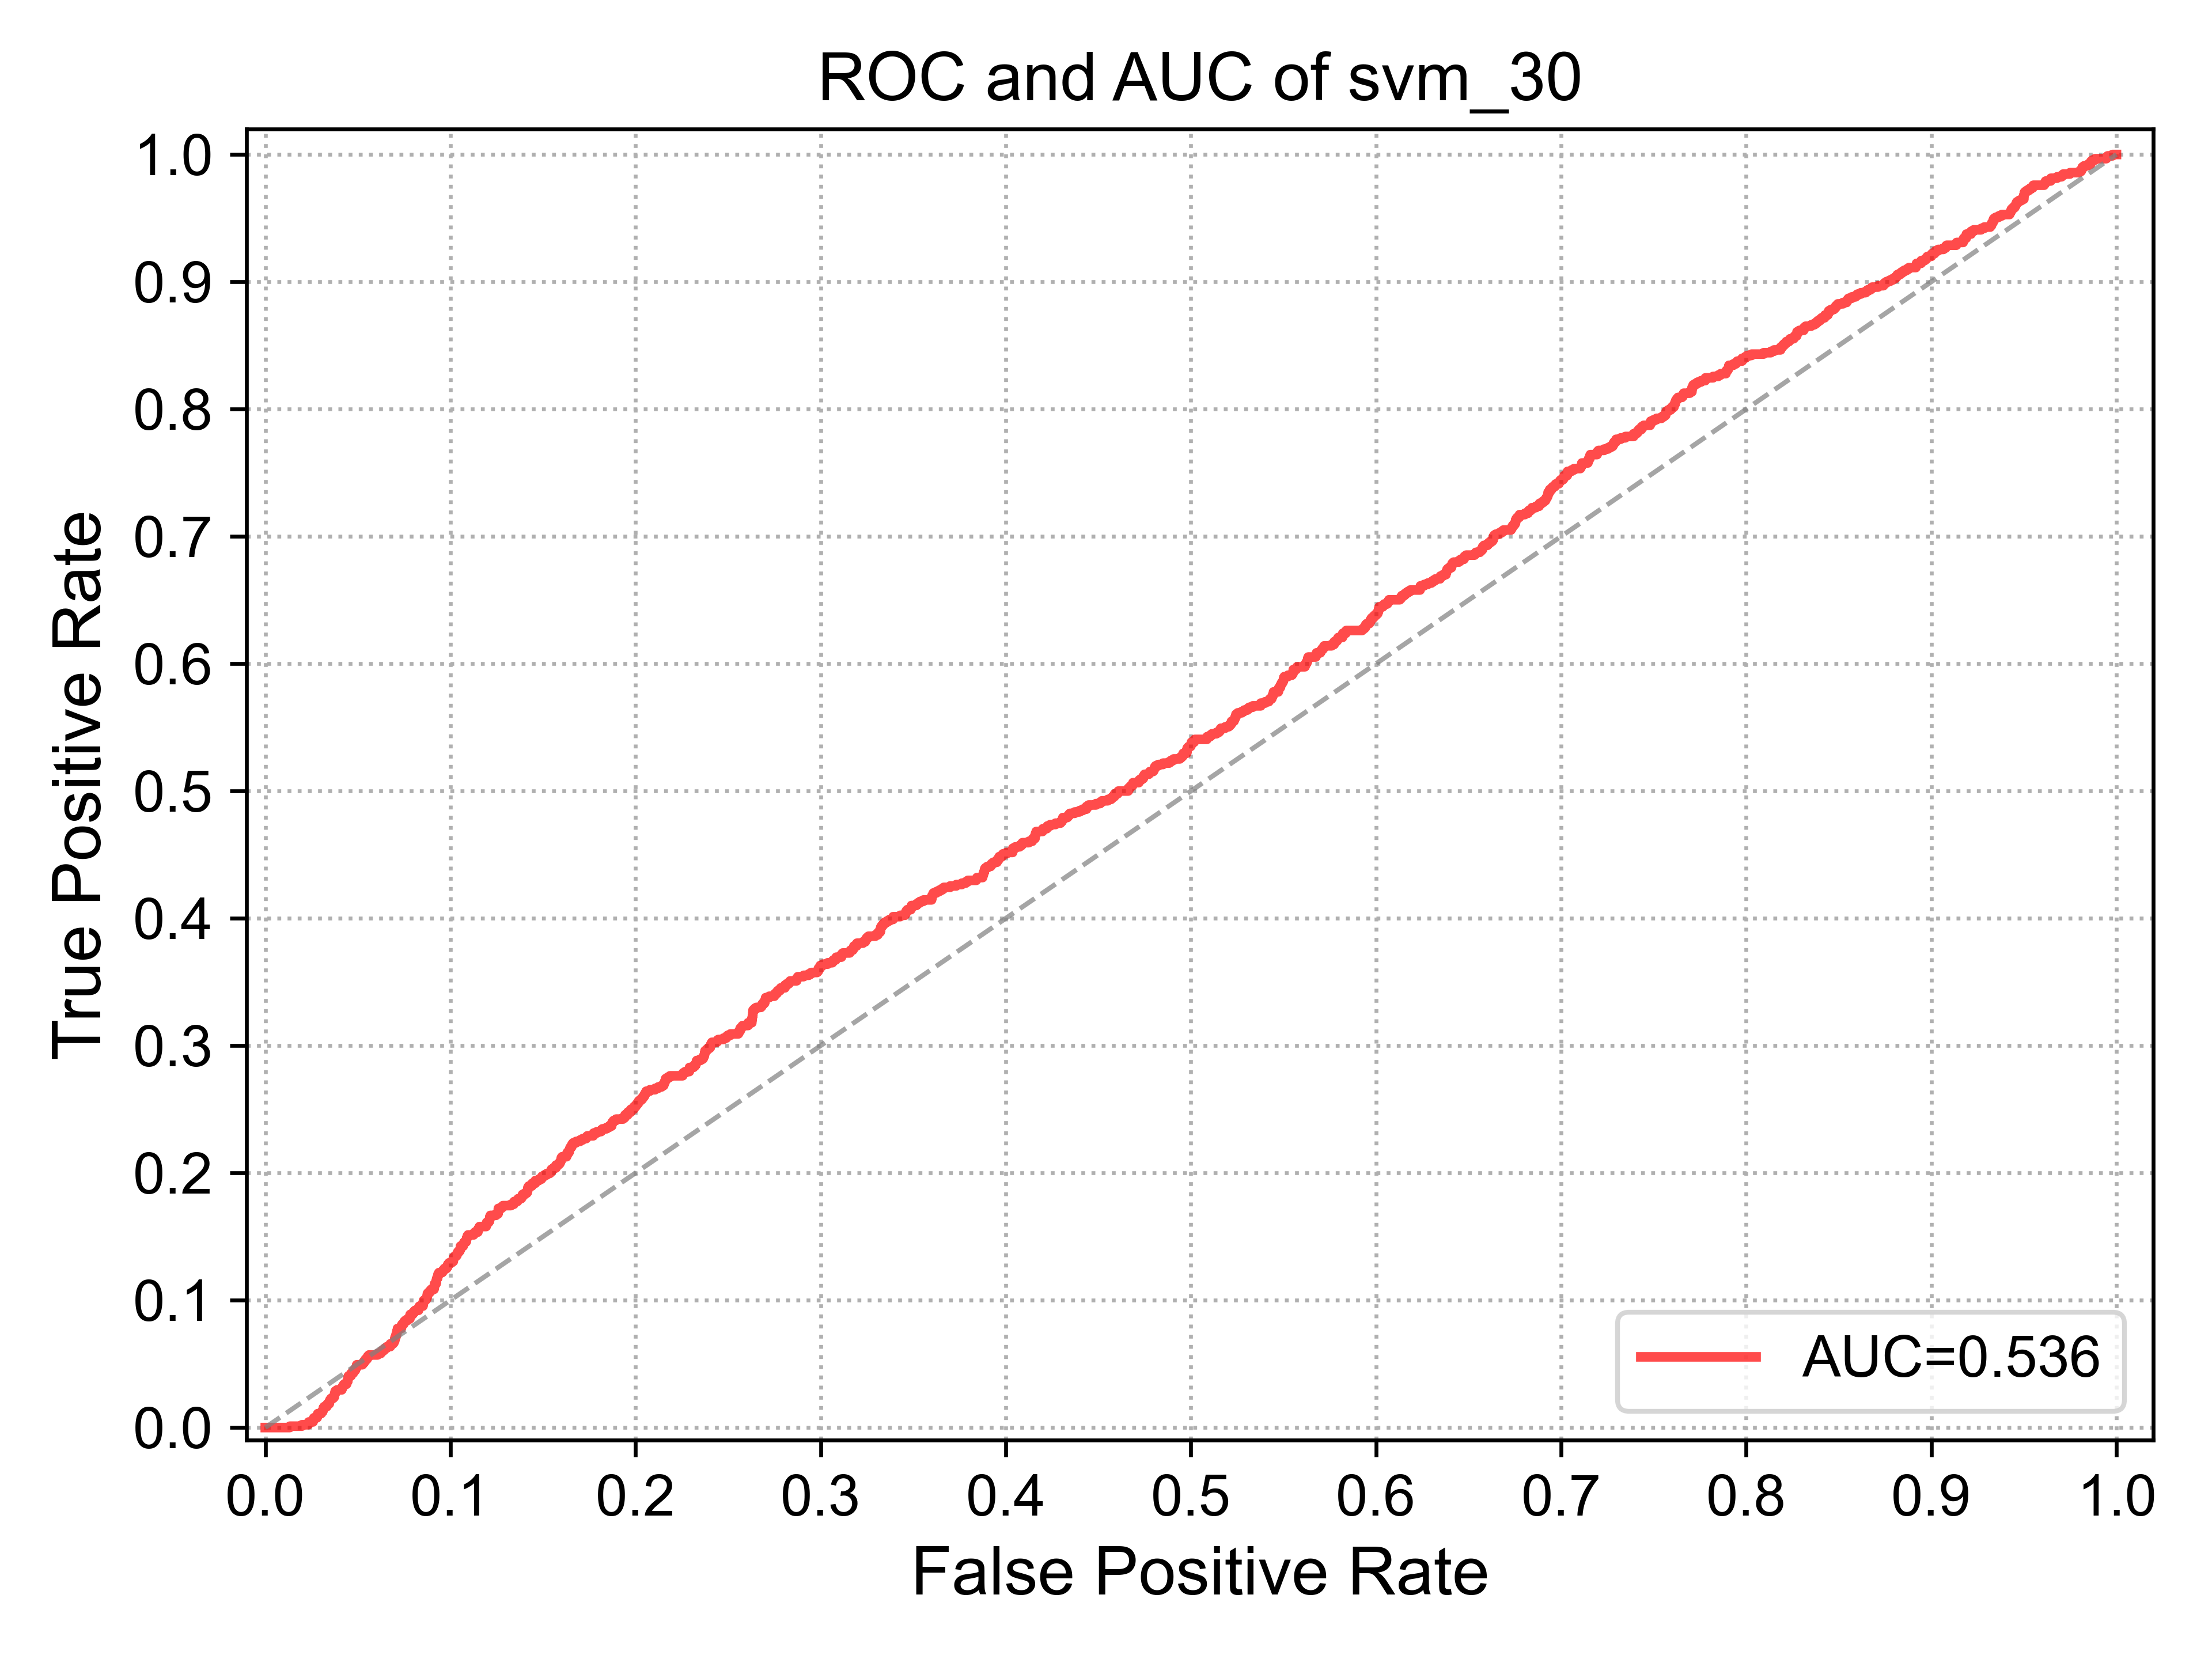 ROC and AUC of svm_30
True Positive Rate
1.0
0.9
0.8
0.7
0.6
0.5
0.4
0.3
0.2
0.1
0.0
AUC=0.536
0.0 0.1 0.2 0.3 0.4 0.5 0.6 0.7 0.8 0.9 1.0
False Positive Rate